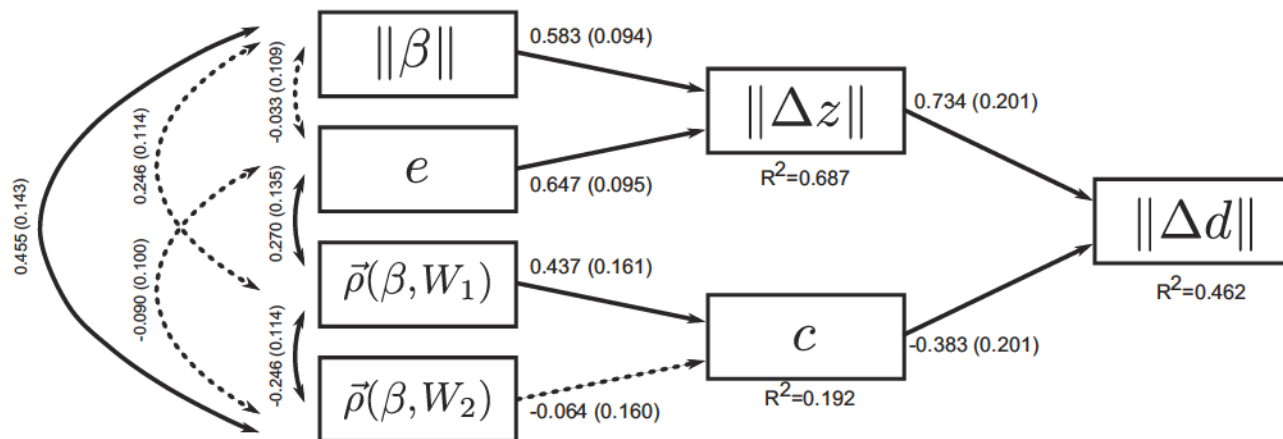 ‖β‖
0.583 (0.094)
-0.033 (0.109)
‖Δz‖
0.734 (0.201)
0.246 (0.114)
e
0.647 (0.095)
R²=0.687
0.455 (0.143)
0.270 (0.135)
‖Δd‖
R²=0.462
-0.090 (0.100)
ρ⃗(β, W₁)
0.437 (0.161)
c
-0.383 (0.201)
-0.246 (0.114)
ρ⃗(β, W₂)
-0.064 (0.160)
R²=0.192